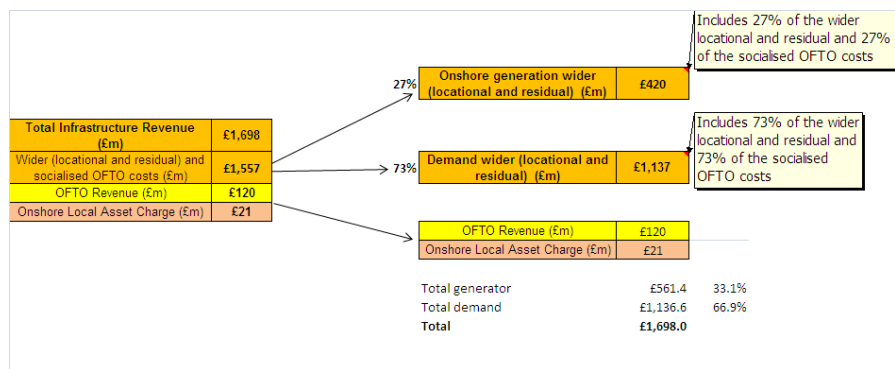 Includes 27% of the wider
locational and residual and 27%
of the socialised OFTO costs
27%
Onshore generation wider
(locational and residual) (£m)
£420
Total Infrastructure Revenue
(£m)
£1,698
Wider (locational and residual) and
socialised OFTO costs (£m)
£1,557
OFTO Revenue (£m)
£120
Onshore Local Asset Charge (£m)
£21
73%
Demand wider (locational and
residual) (£m)
£1,137
Includes 73% of the wider
locational and residual and
73% of the socialised
OFTO costs
OFTO Revenue (£m)
£120
Onshore Local Asset Charge (£m)
£21
Total generator £561.4 33.1%
Total demand £1,136.6 66.9%
Total £1,698.0